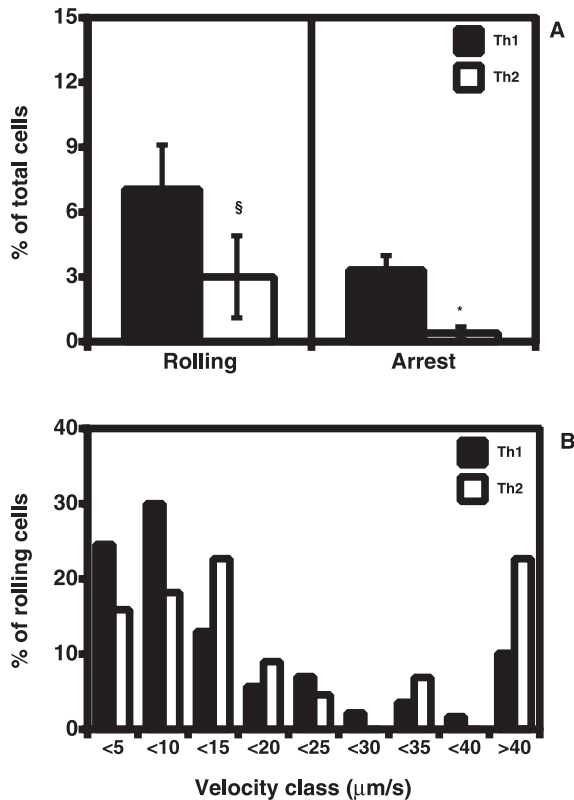 15
12
9
6
3
0
% of total cells
A
Th1
Th2
§
*
Rolling
Arrest
40
30
20
10
0
% of rolling cells
B
Th1
Th2
<5 <10 <15 <20 <25 <30 <35 <40 >40
Velocity class (μm/s)